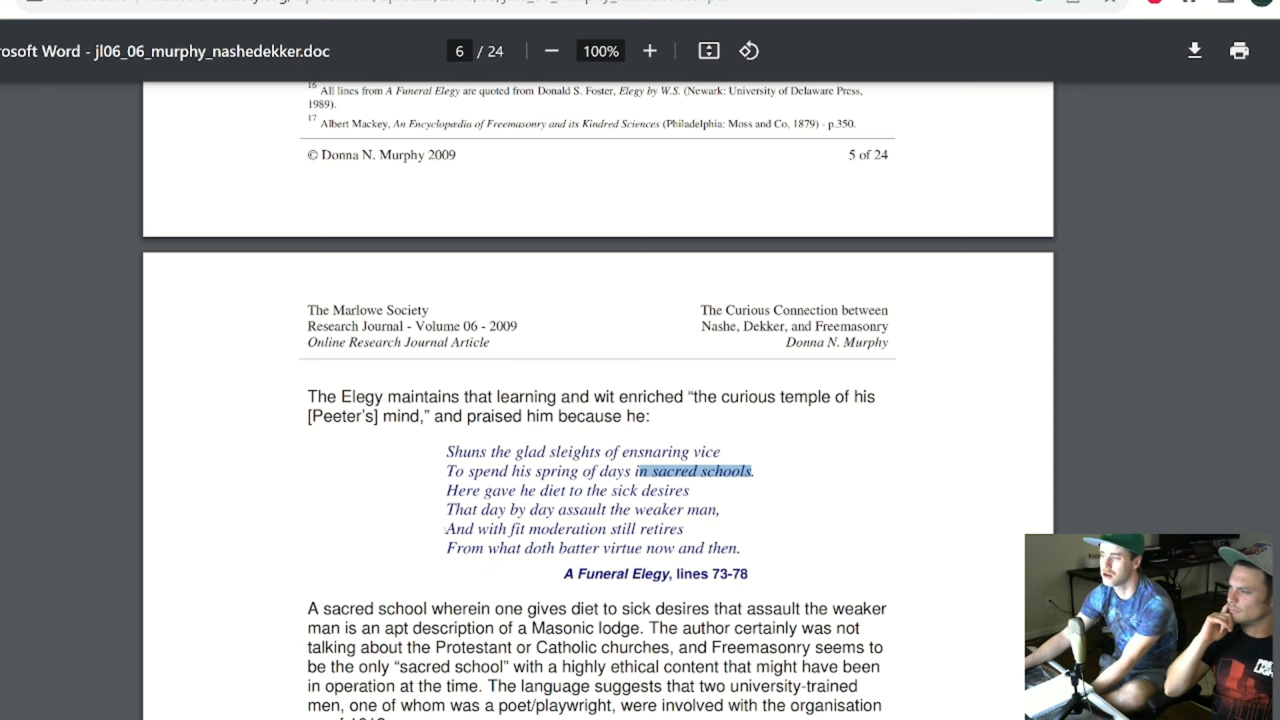 rosoft Word - jl06_06_murphy_nashedekker.doc
6 / 24
100%
16 All lines from A Funeral Elegy are quoted from Donald S. Foster, Elegy by W.S. (Newark: University of Delaware Press,
1989).
17 Albert Mackey, An Encyclopædia of Freemasonry and its Kindred Sciences (Philadelphia: Moss and Co, 1879) - p.350.
© Donna N. Murphy 2009
5 of 24
The Marlowe Society
Research Journal - Volume 06 - 2009
Online Research Journal Article
The Curious Connection between
Nashe, Dekker, and Freemasonry
Donna N. Murphy
The Elegy maintains that learning and wit enriched “the curious temple of his
[Peeter's] mind,” and praised him because he:
Shuns the glad sleights of ensnaring vice
To spend his spring of days in sacred schools.
Here gave he diet to the sick desires
That day by day assault the weaker man,
And with fit moderation still retires
From what doth batter virtue now and then.
A Funeral Elegy, lines 73-78
A sacred school wherein one gives diet to sick desires that assault the weaker
man is an apt description of a Masonic lodge. The author certainly was not
talking about the Protestant or Catholic churches, and Freemasonry seems to
be the only “sacred school” with a highly ethical content that might have been
in operation at the time. The language suggests that two university-trained
men, one of whom was a poet/playwright, were involved with the organisation